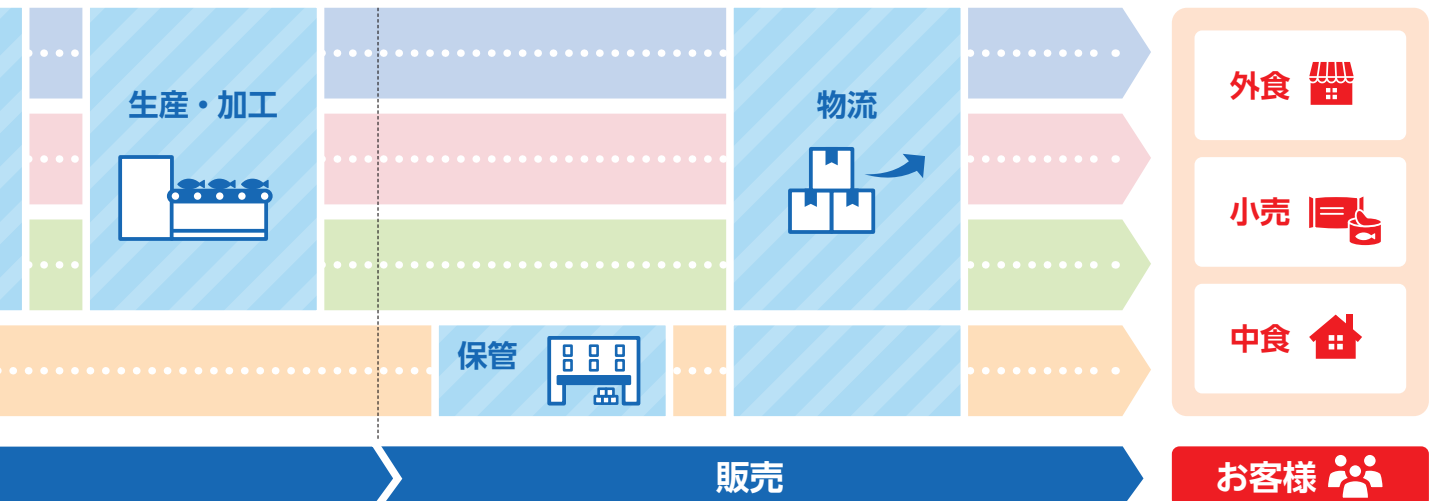 生産・加工
物流
保管
外食
小売
中食
販売
お客様